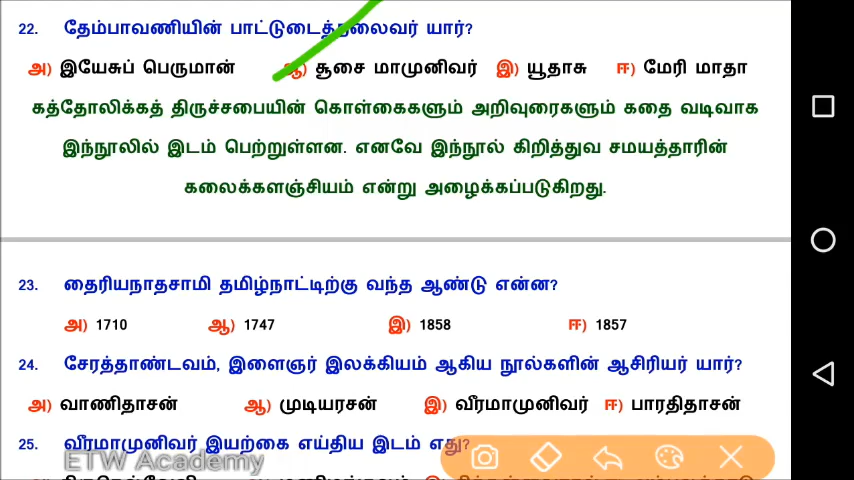 22. தேம்பாவணியின் பாட்டுடைத்தலைவர் யார்?
அ) இயேசுப் பெருமான் ஆ) சூசை மாமுனிவர் இ) யூதாசு ஈ) மேரி மாதா
கத்தோலிக்கத் திருச்சபையின் கொள்கைகளும் அறிவுரைகளும் கதை வடிவாக
இந்நூலில் இடம் பெற்றுள்ளன. எனவே இந்நூல் கிறித்துவ சமயத்தாரின்
கலைக்களஞ்சியம் என்று அழைக்கப்படுகிறது.
23. தைரியநாதசாமி தமிழ்நாட்டிற்கு வந்த ஆண்டு என்ன?
அ) 1710 ஆ) 1747 இ) 1858 ஈ) 1857
24. சேரத்தாண்டவம், இளைஞர் இலக்கியம் ஆகிய நூல்களின் ஆசிரியர் யார்?
அ) வாணிதாசன் ஆ) முடியரசன் இ) வீரமாமுனிவர் ஈ) பாரதிதாசன்
25. வீரமாமுனிவர் இயற்கை எய்திய இடம் எது?
ETW Academy